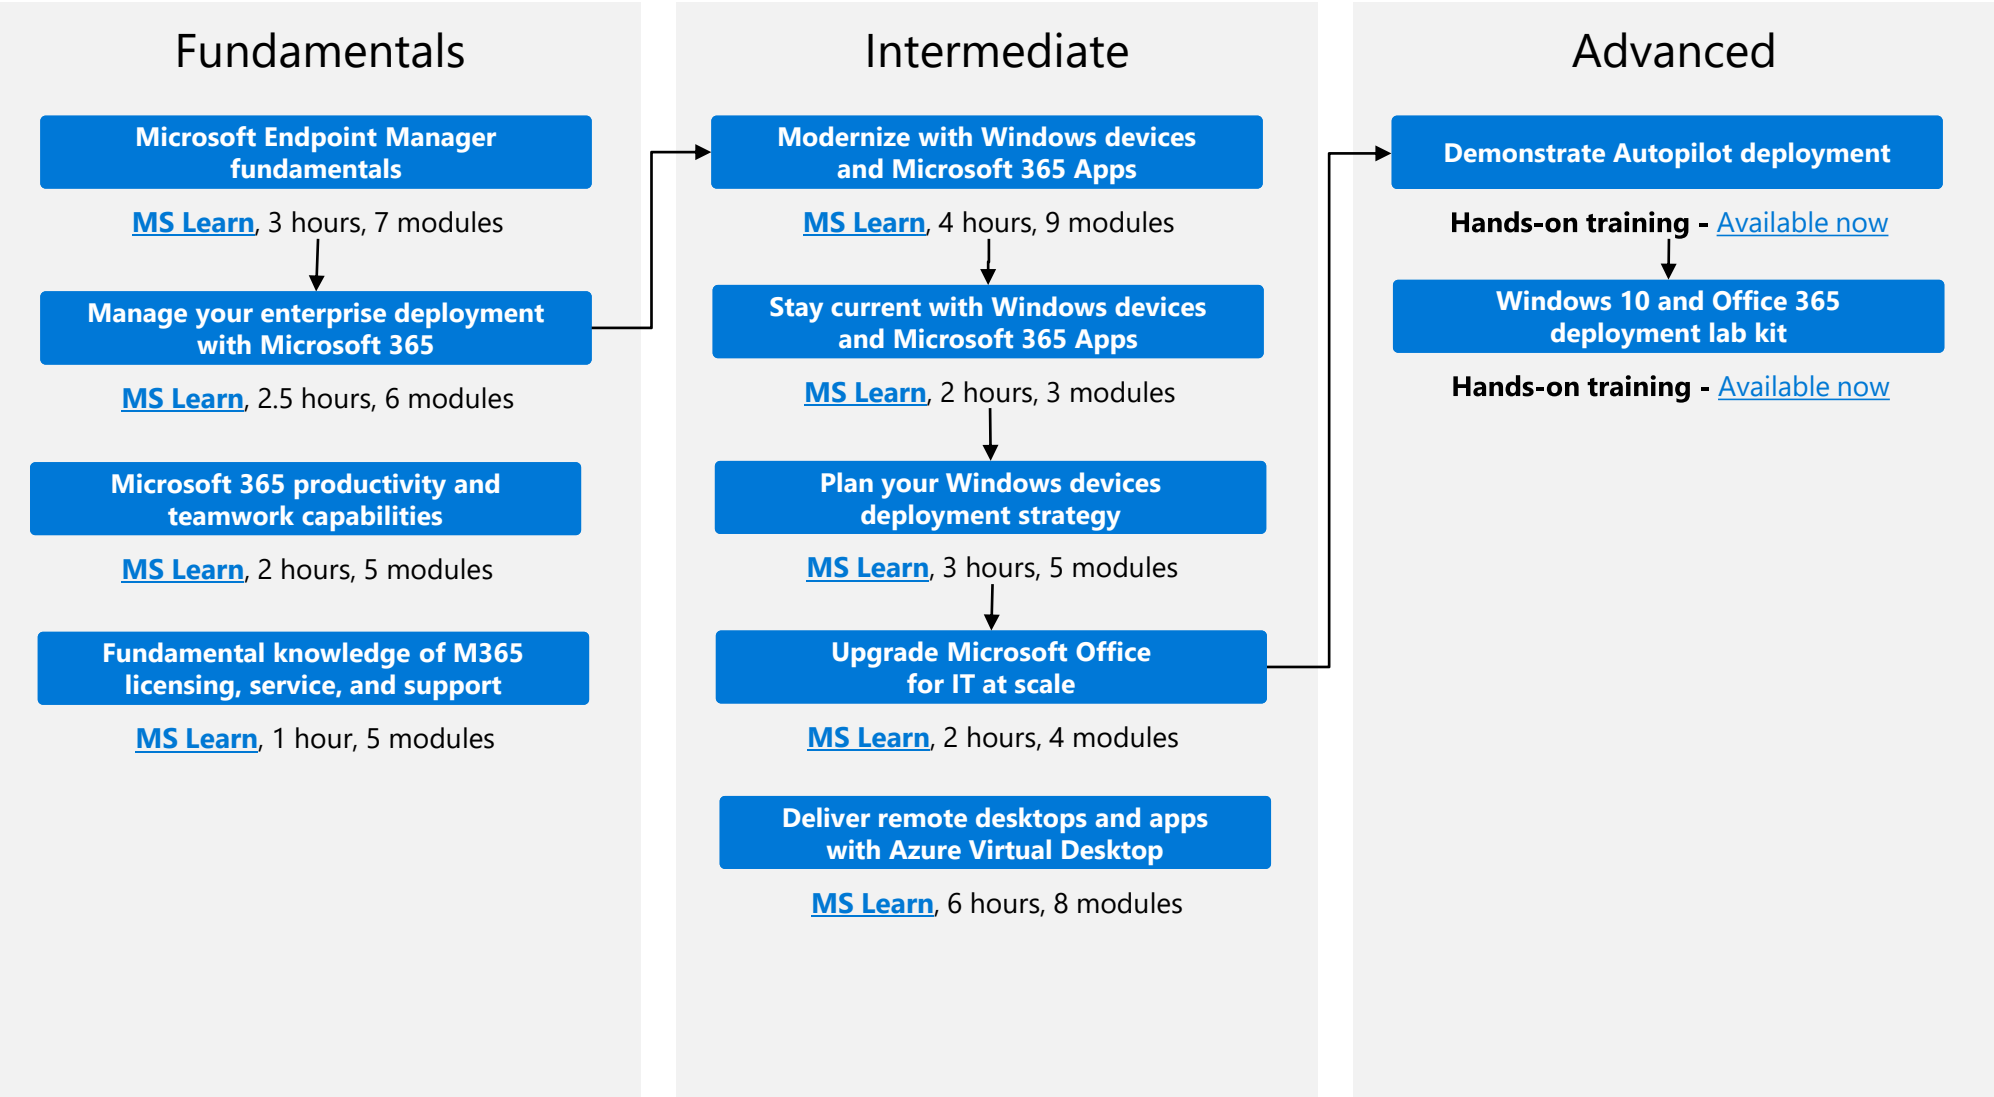 Fundamentals
Microsoft Endpoint Manager
fundamentals
MS Learn, 3 hours, 7 modules
Manage your enterprise deployment
with Microsoft 365
MS Learn, 2.5 hours, 6 modules
Microsoft 365 productivity and
teamwork capabilities
MS Learn, 2 hours, 5 modules
Fundamental knowledge of M365
licensing, service, and support
MS Learn, 1 hour, 5 modules
Intermediate
Modernize with Windows devices
and Microsoft 365 Apps
MS Learn, 4 hours, 9 modules
Stay current with Windows devices
and Microsoft 365 Apps
MS Learn, 2 hours, 3 modules
Plan your Windows devices
deployment strategy
MS Learn, 3 hours, 5 modules
Upgrade Microsoft Office
for IT at scale
MS Learn, 2 hours, 4 modules
Deliver remote desktops and apps
with Azure Virtual Desktop
MS Learn, 6 hours, 8 modules
Advanced
Demonstrate Autopilot deployment
Hands-on training - Available now
Windows 10 and Office 365
deployment lab kit
Hands-on training - Available now